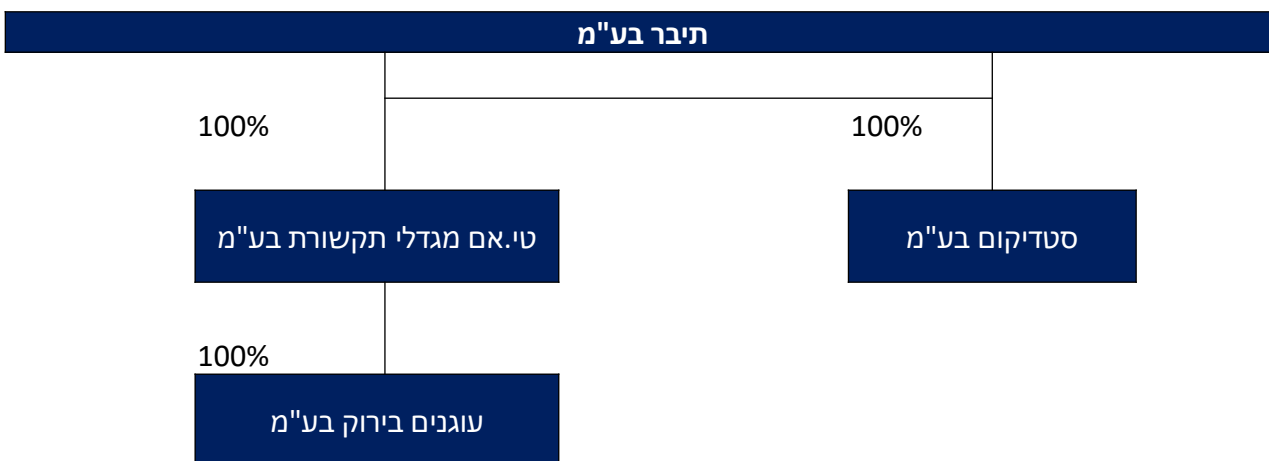 תיבר בע"מ
100%
100%
סטדיקום בע"מ
טי.אם מגדלי תקשורת בע"מ
100%
עוגנים בירוק בע"מ